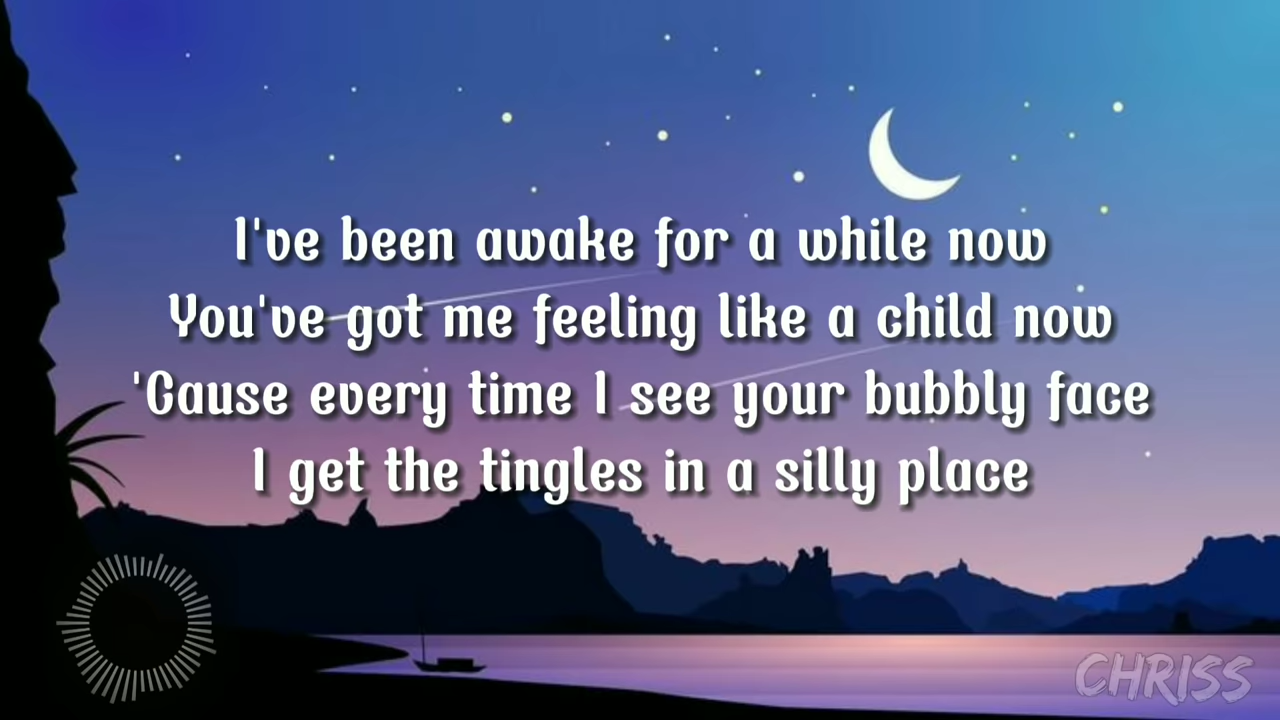 I've been awake for a while now
You've got me feeling like a child now
'Cause every time I see your bubbly face
I get the tingles in a silly place
CHRISS